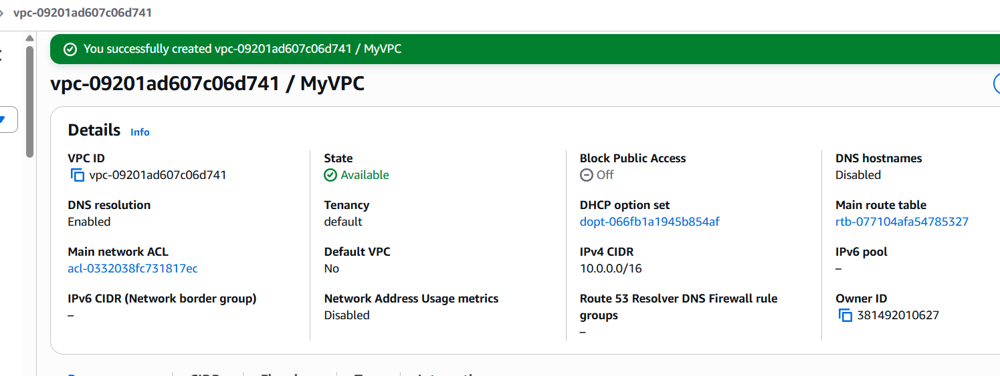 vpc-09201ad607c06d741
You successfully created vpc-09201ad607c06d741 / MyVPC
vpc-09201ad607c06d741 / MyVPC
Details Info
VPC ID
vpc-09201ad607c06d741
State
Available
Block Public Access
Off
DNS hostnames
Disabled
DNS resolution
Enabled
Tenancy
default
DHCP option set
dopt-066fb1a1945b854af
Main route table
rtb-077104afa54785327
Main network ACL
acl-0332038fc731817ec
Default VPC
No
IPv4 CIDR
10.0.0.0/16
IPv6 pool
–
IPv6 CIDR (Network border group)
–
Network Address Usage metrics
Disabled
Route 53 Resolver DNS Firewall rule
groups
–
Owner ID
381492010627